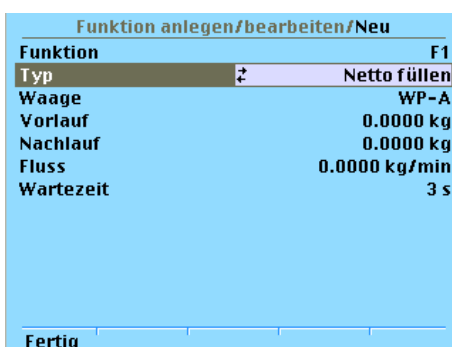 Funktion anlegen/bearbeiten/Neu
Funktion F1
Typ Netto füllen
Waage WP-A
Vorlauf 0.0000 kg
Nachlauf 0.0000 kg
Fluss 0.0000 kg/min
Wartezeit 3 s
Fertig